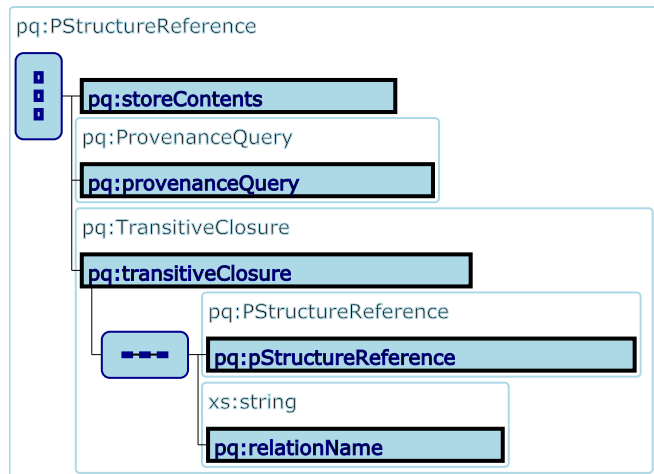 pq:PStructureReference
pq:storeContents
pq:ProvenanceQuery
pq:provenanceQuery
pq:TransitiveClosure
pq:transitiveClosure
pq:PStructureReference
pq:pStructureReference
xs:string
pq:relationName